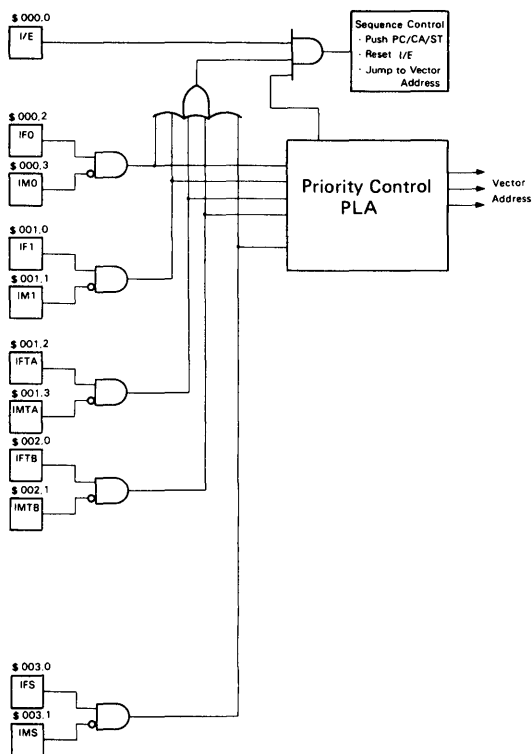 $000,0
I/E
Sequence Control
· Push PC/CA/ST
· Reset I/E
· Jump to Vector
Address
$000,2
IF0
$000,3
IM0
Priority Control
PLA
Vector
Address
$001,0
IF1
$001,1
IM1
$001,2
IFTA
$001,3
IMTA
$002,0
IFTB
$002,1
IMTB
$003,0
IFS
$003,1
IMS